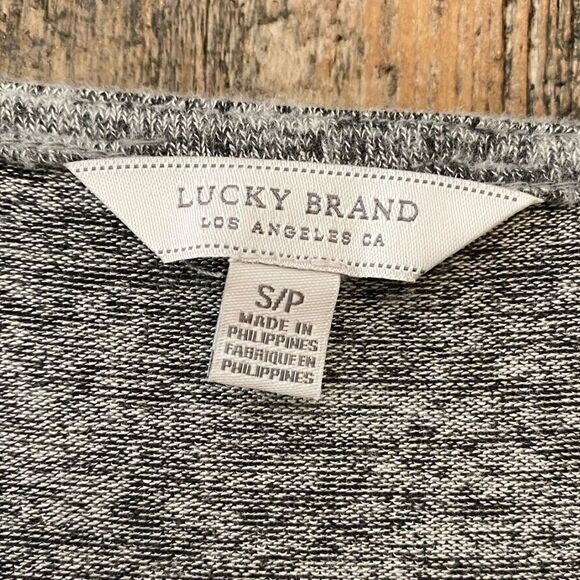 LUCKY BRAND
LOS ANGELES CA
S/P
MADE IN
PHILIPPINES
FABRIQUE EN
PHILIPPINES